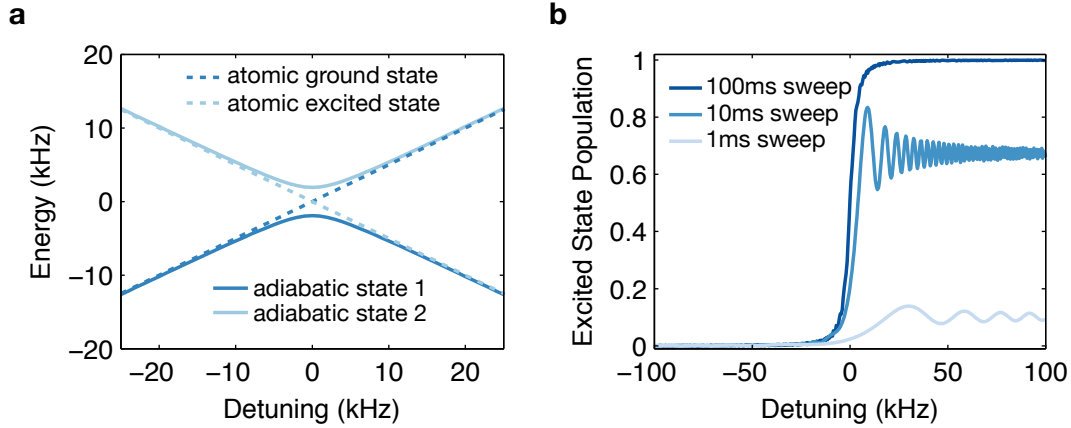 a
20
10
0
−10
−20
Energy (kHz)
−20
−10
0
10
20
Detuning (kHz)
atomic ground state
atomic excited state
adiabatic state 1
adiabatic state 2
b
1
0.8
0.6
0.4
0.2
0
Excited State Population
−100
−50
0
50
100
Detuning (kHz)
100ms sweep
10ms sweep
1ms sweep